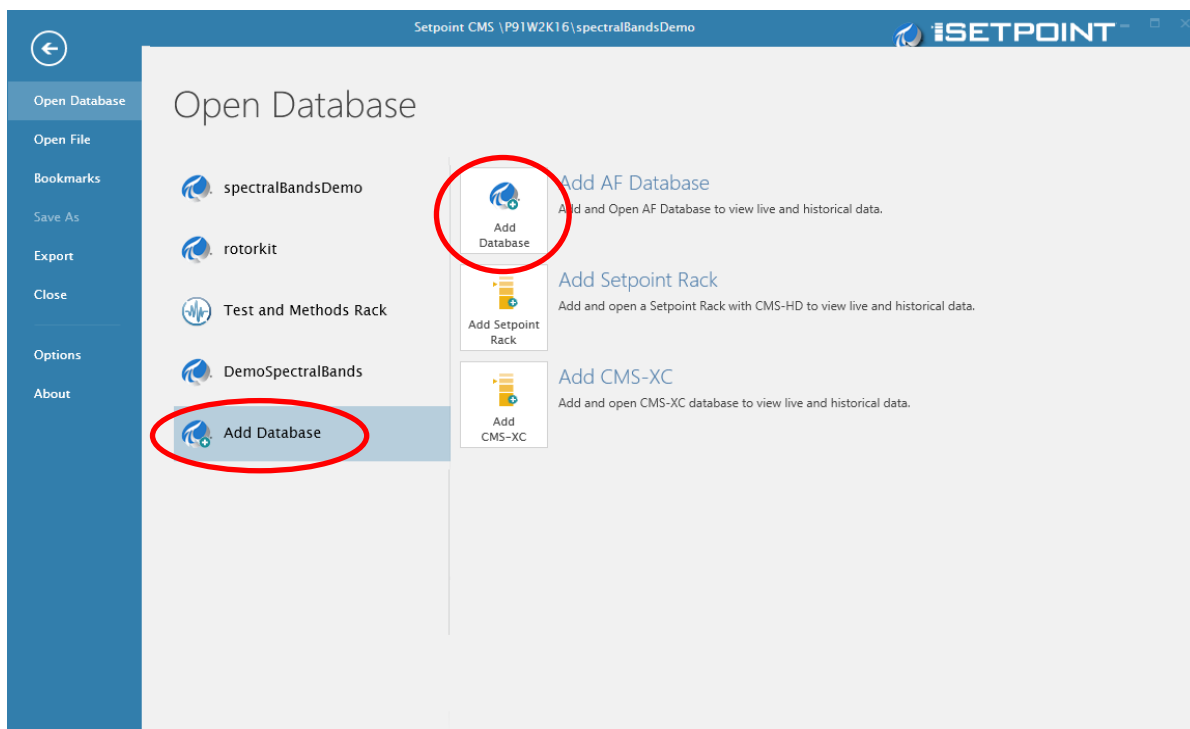 Setpoint CMS \P91W2K16\spectralBandsDemo
SETPOINT
Open Database
Open File
Bookmarks
Save As
Export
Close
Options
About
Open Database
spectralBandsDemo
rotorkit
Test and Methods Rack
DemoSpectralBands
Add Database
Add
Database
Add AF Database
Add and Open AF Database to view live and historical data.
Add Setpoint
Rack
Add Setpoint Rack
Add and open a Setpoint Rack with CMS-HD to view live and historical data.
Add
CMS-XC
Add CMS-XC
Add and open CMS-XC database to view live and historical data.